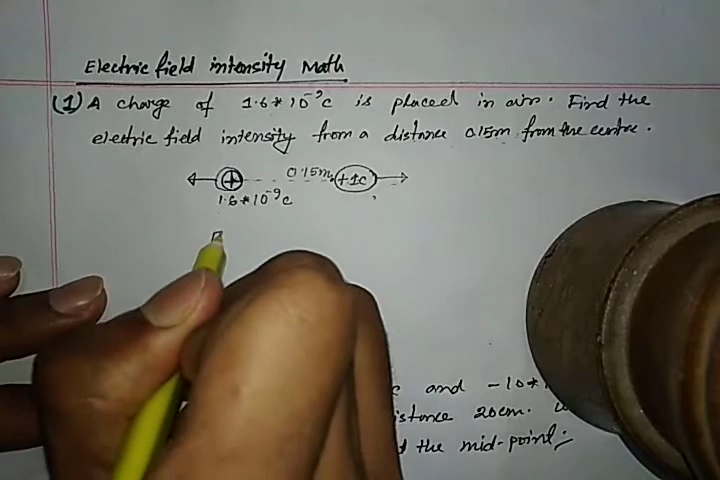 Electric field intensity Math
(1) A charge of 1.6*10⁻⁹c is placed in air. Find the
electric field intensity from a distance 0.15m from the centre.
0.15m +1c
+
1.6*10⁻⁹c
and -10*
istance 20cm.
the mid-point:-